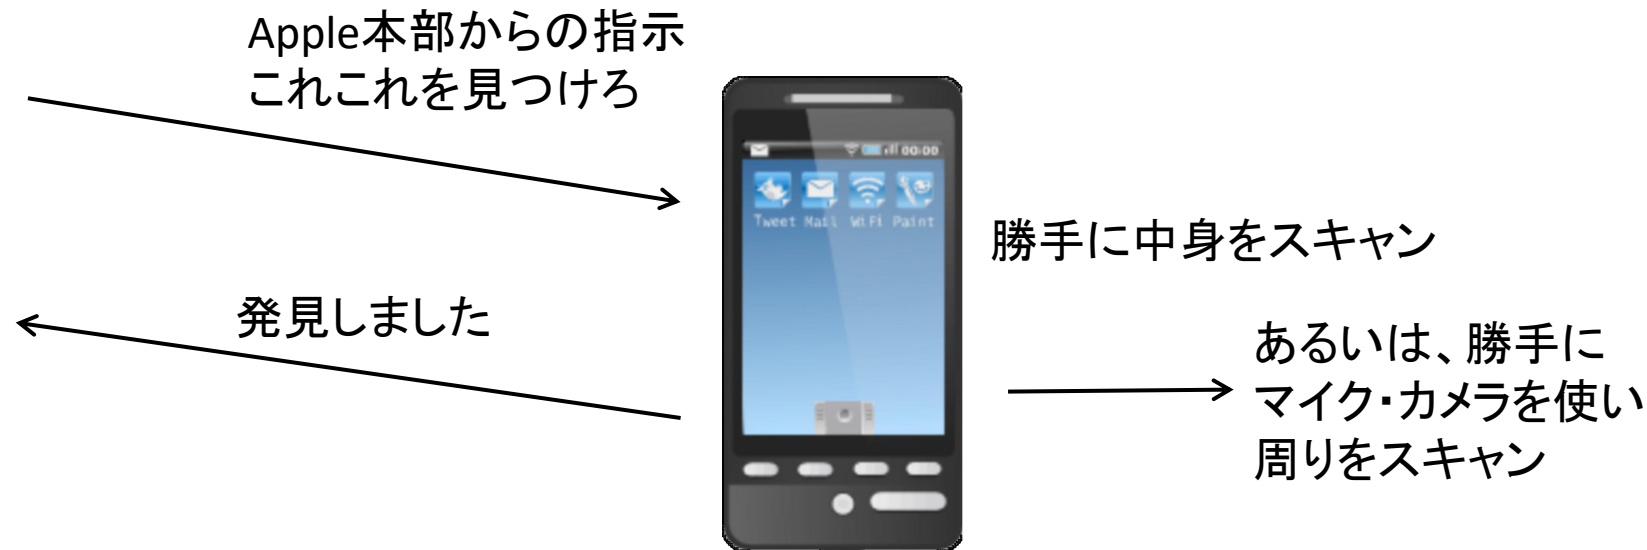 Apple本部からの指示
これこれを見つけろ
00:00
Tweet Mail WiFi Paint
勝手に中身をスキャン
発見しました
あるいは、勝手に
マイク・カメラを使い
周りをスキャン